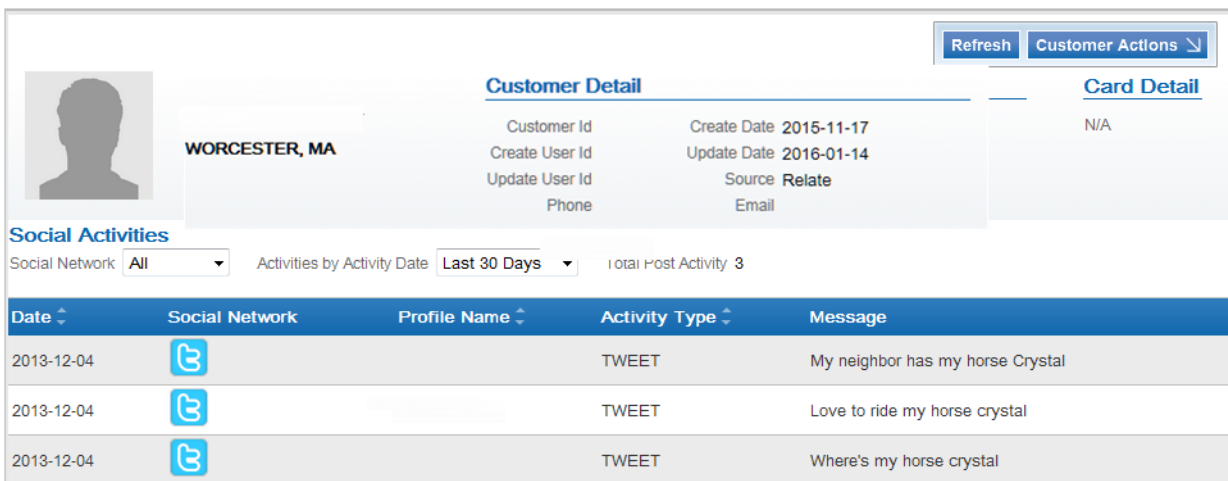 Refresh Customer Actions
Customer Detail Card Detail
Customer Id Create Date 2015-11-17 N/A
WORCESTER, MA
Create User Id Update Date 2016-01-14
Update User Id Source Relate
Phone Email
Social Activities
Social Network All Activities by Activity Date Last 30 Days Total Post Activity 3
Date Social Network Profile Name Activity Type Message
2013-12-04 TWEET My neighbor has my horse Crystal
2013-12-04 TWEET Love to ride my horse crystal
2013-12-04 TWEET Where's my horse crystal